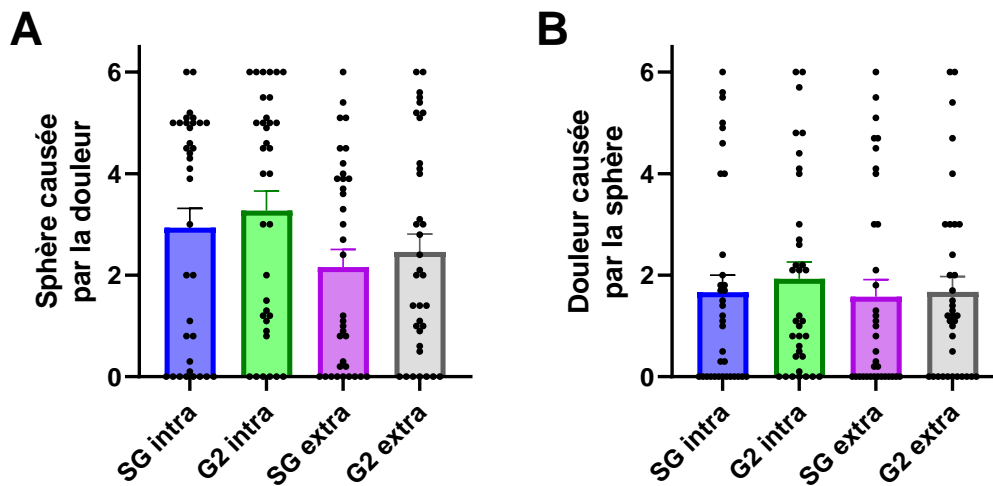 A
Sphère causée
par la douleur
6
4
2
0
SG intra
G2 intra
SG extra
G2 extra
B
Douleur causée
par la sphère
6
4
2
0
SG intra
G2 intra
SG extra
G2 extra